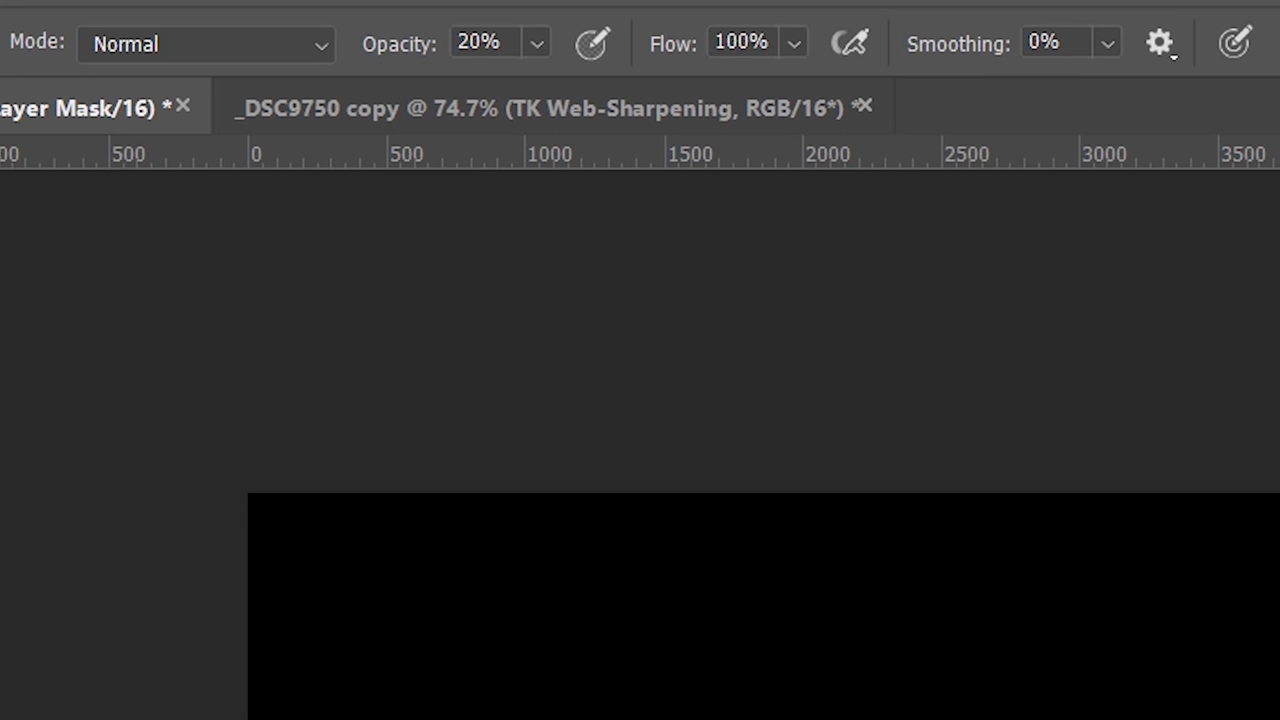 Mode: Normal Opacity: 20% Flow: 100% Smoothing: 0%
ayer Mask/16) * × _DSC9750 copy @ 74.7% (TK Web-Sharpening, RGB/16*) * ×
00 500 0 500 1000 1500 2000 2500 3000 3500